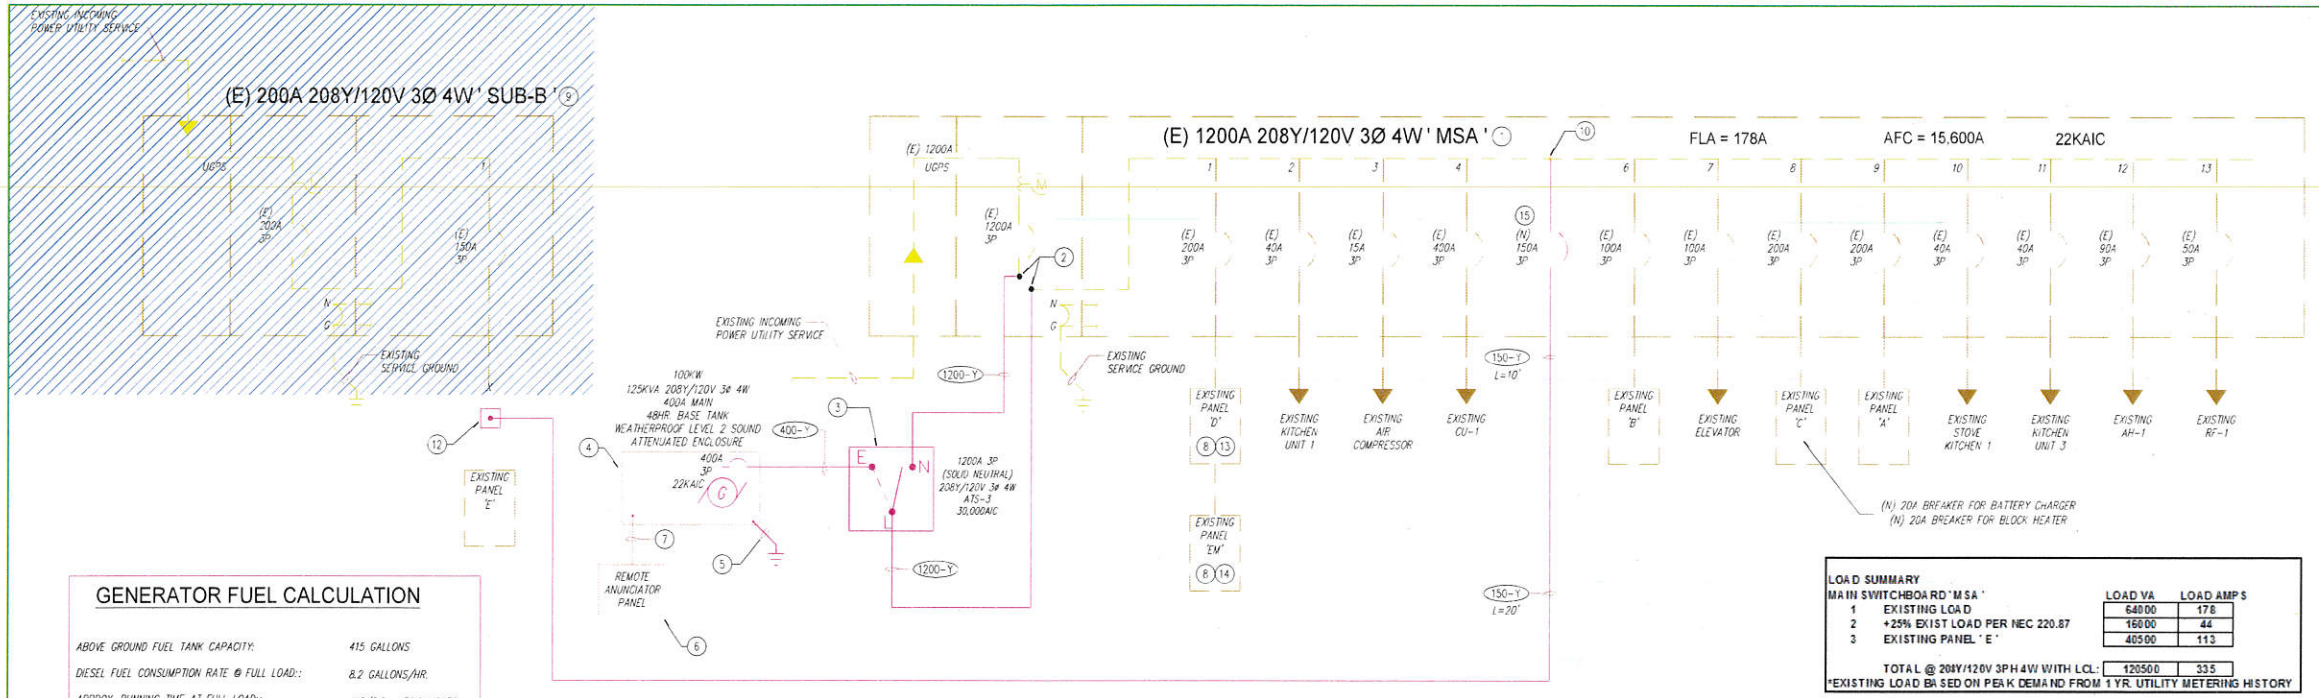 EXISTING INCOMING
POWER UTILITY SERVICE
(E) 200A 208Y/120V 3Ø 4W ' SUB-B ' 9
UGPS
1
(E)
200A
3P
(E)
150A
3P
N
G
EXISTING
SERVICE GROUND
X
12
EXISTING
PANEL
'E'
(E) 1200A 208Y/120V 3Ø 4W ' MSA ' 1
10
FLA = 178A
AFC = 15,600A
22KAIC
(E) 1200A
UGPS
M
(E)
1200A
3P
2
N
G
EXISTING INCOMING
POWER UTILITY SERVICE
EXISTING
SERVICE GROUND
1200-Y
1 2 3 4 6 7 8 9 10 11 12 13
(E)
200A
3P
(E)
40A
3P
(E)
15A
3P
(E)
400A
3P
15
(N)
150A
3P
(E)
100A
3P
(E)
100A
3P
(E)
200A
3P
(E)
200A
3P
(E)
40A
3P
(E)
40A
3P
(E)
90A
3P
(E)
50A
3P
150-Y
L=10'
EXISTING
PANEL
'D'
8 13
EXISTING
KITCHEN
UNIT 1
EXISTING
AIR
COMPRESSOR
EXISTING
CU-1
EXISTING
PANEL
'B'
EXISTING
ELEVATOR
EXISTING
PANEL
'C'
EXISTING
PANEL
'A'
EXISTING
STOVE
KITCHEN 1
EXISTING
KITCHEN
UNIT 3
EXISTING
AH-1
EXISTING
RF-1
EXISTING
PANEL
'EM'
8 14
(N) 20A BREAKER FOR BATTERY CHARGER
(N) 20A BREAKER FOR BLOCK HEATER
150-Y
L=20'
100KW
125KVA 208Y/120V 3Ø 4W
400A MAIN
48HR. BASE TANK
WEATHERPROOF LEVEL 2 SOUND
ATTENUATED ENCLOSURE
400-Y
3
4
400A
3P
22KAIC
G
E
N
L
1200A 3P
(SOLID NEUTRAL)
208Y/120V 3Ø 4W
ATS-3
30,000AIC
5
7
1200-Y
REMOTE
ANUNCIATOR
PANEL
6
GENERATOR FUEL CALCULATION
ABOVE GROUND FUEL TANK CAPACITY: 415 GALLONS
DIESEL FUEL CONSUMPTION RATE @ FULL LOAD:: 8.2 GALLONS/HR.
LOAD SUMMARY
MAIN SWITCHBOARD 'MSA ' LOAD VA LOAD AMPS
1 EXISTING LOAD 64000 178
2 +25% EXIST LOAD PER NEC 220.87 16000 44
3 EXISTING PANEL ' E ' 40500 113
TOTAL @ 208Y/120V 3PH 4W WITH LCL: 120500 335
*EXISTING LOAD BASED ON PEAK DEMAND FROM 1 YR. UTILITY METERING HISTORY